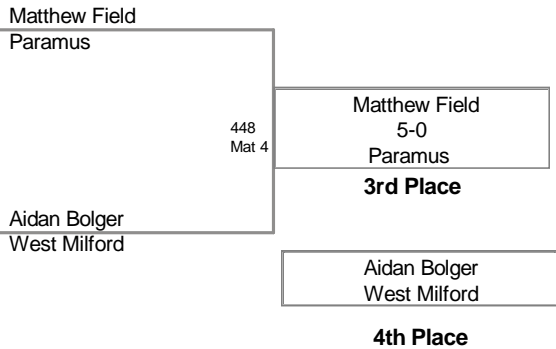 Matthew Field
Paramus
448
Mat 4
Matthew Field
5-0
Paramus
3rd Place
Aidan Bolger
West Milford
Aidan Bolger
West Milford
4th Place